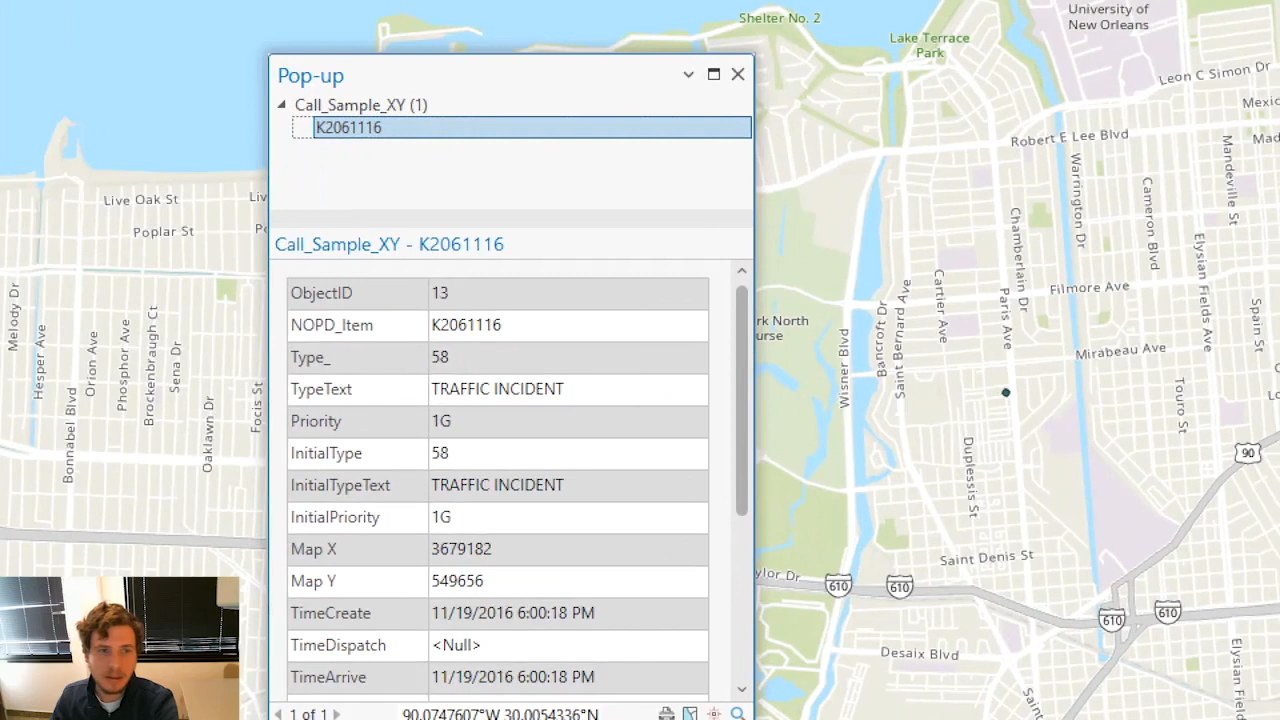 Pop-up
Call_Sample_XY (1)
K2061116
Call_Sample_XY - K2061116
ObjectID 13
NOPD_Item K2061116
Type_ 58
TypeText TRAFFIC INCIDENT
Priority 1G
InitialType 58
InitialTypeText TRAFFIC INCIDENT
InitialPriority 1G
Map X 3679182
Map Y 549656
TimeCreate 11/19/2016 6:00:18 PM
TimeDispatch <Null>
TimeArrive 11/19/2016 6:00:18 PM
1 of 1 90.0747607°W 30.0054336°N
Live Oak St
Poplar St
Melody Dr
Hesper Ave
Bonnabel Blvd
Orion Ave
Phosphor Ave
Brockenbraugh Ct
Sena Dr
Oaklawn Dr
Focis St
Shelter No. 2
Lake Terrace
Park
University of
New Orleans
Leon C Simon Dr
Robert E Lee Blvd
Warrington Dr
Cameron Blvd
Elysian Fields Ave
Mandeville St
Chamberlain Dr
Paris Ave
Filmore Ave
Cartier Ave
Saint Bernard Ave
Bancroft Dr
Wisner Blvd
rk North
urse
Mirabeau Ave
Spain St
Touro St
Duplessis St
90
Saint Denis St
ylor Dr
610
610
610
610
Desaix Blvd
Elysian